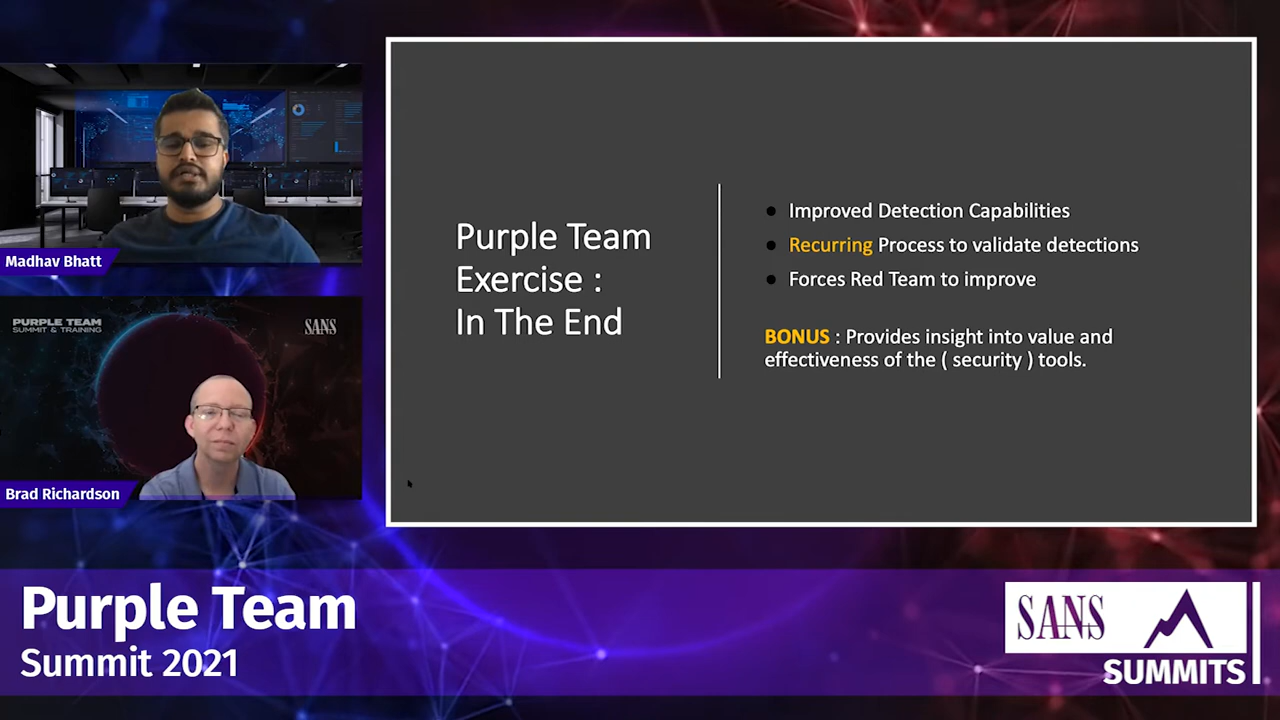 Madhav Bhatt
PURPLE TEAM
SUMMIT & TRAINING
SANS
Brad Richardson
Purple Team
Exercise :
In The End
● Improved Detection Capabilities
● Recurring Process to validate detections
● Forces Red Team to improve
BONUS : Provides insight into value and
effectiveness of the ( security ) tools.
Purple Team
Summit 2021
SANS
SUMMITS